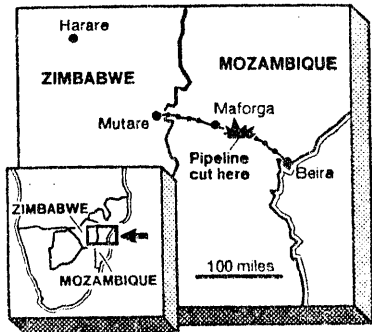 Harare
ZIMBABWE
MOZAMBIQUE
Maforga
Mutare
Pipeline
cut here
Beira
ZIMBABWE
MOZAMBIQUE
100 miles